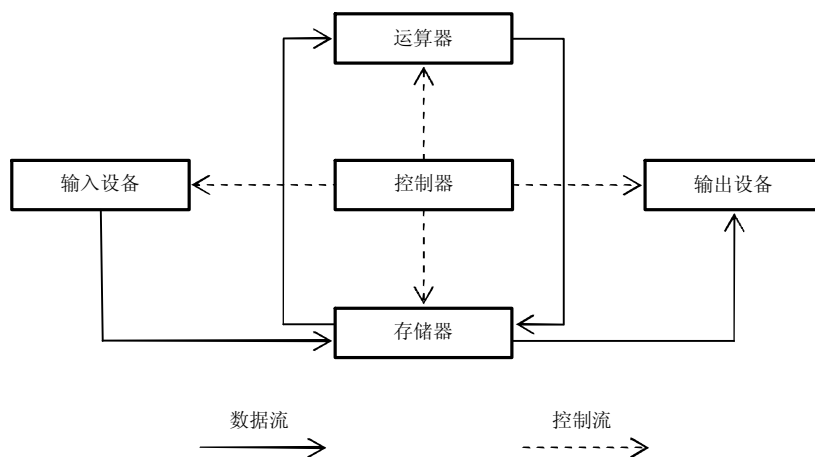 运算器
输入设备
控制器
输出设备
存储器
数据流
控制流